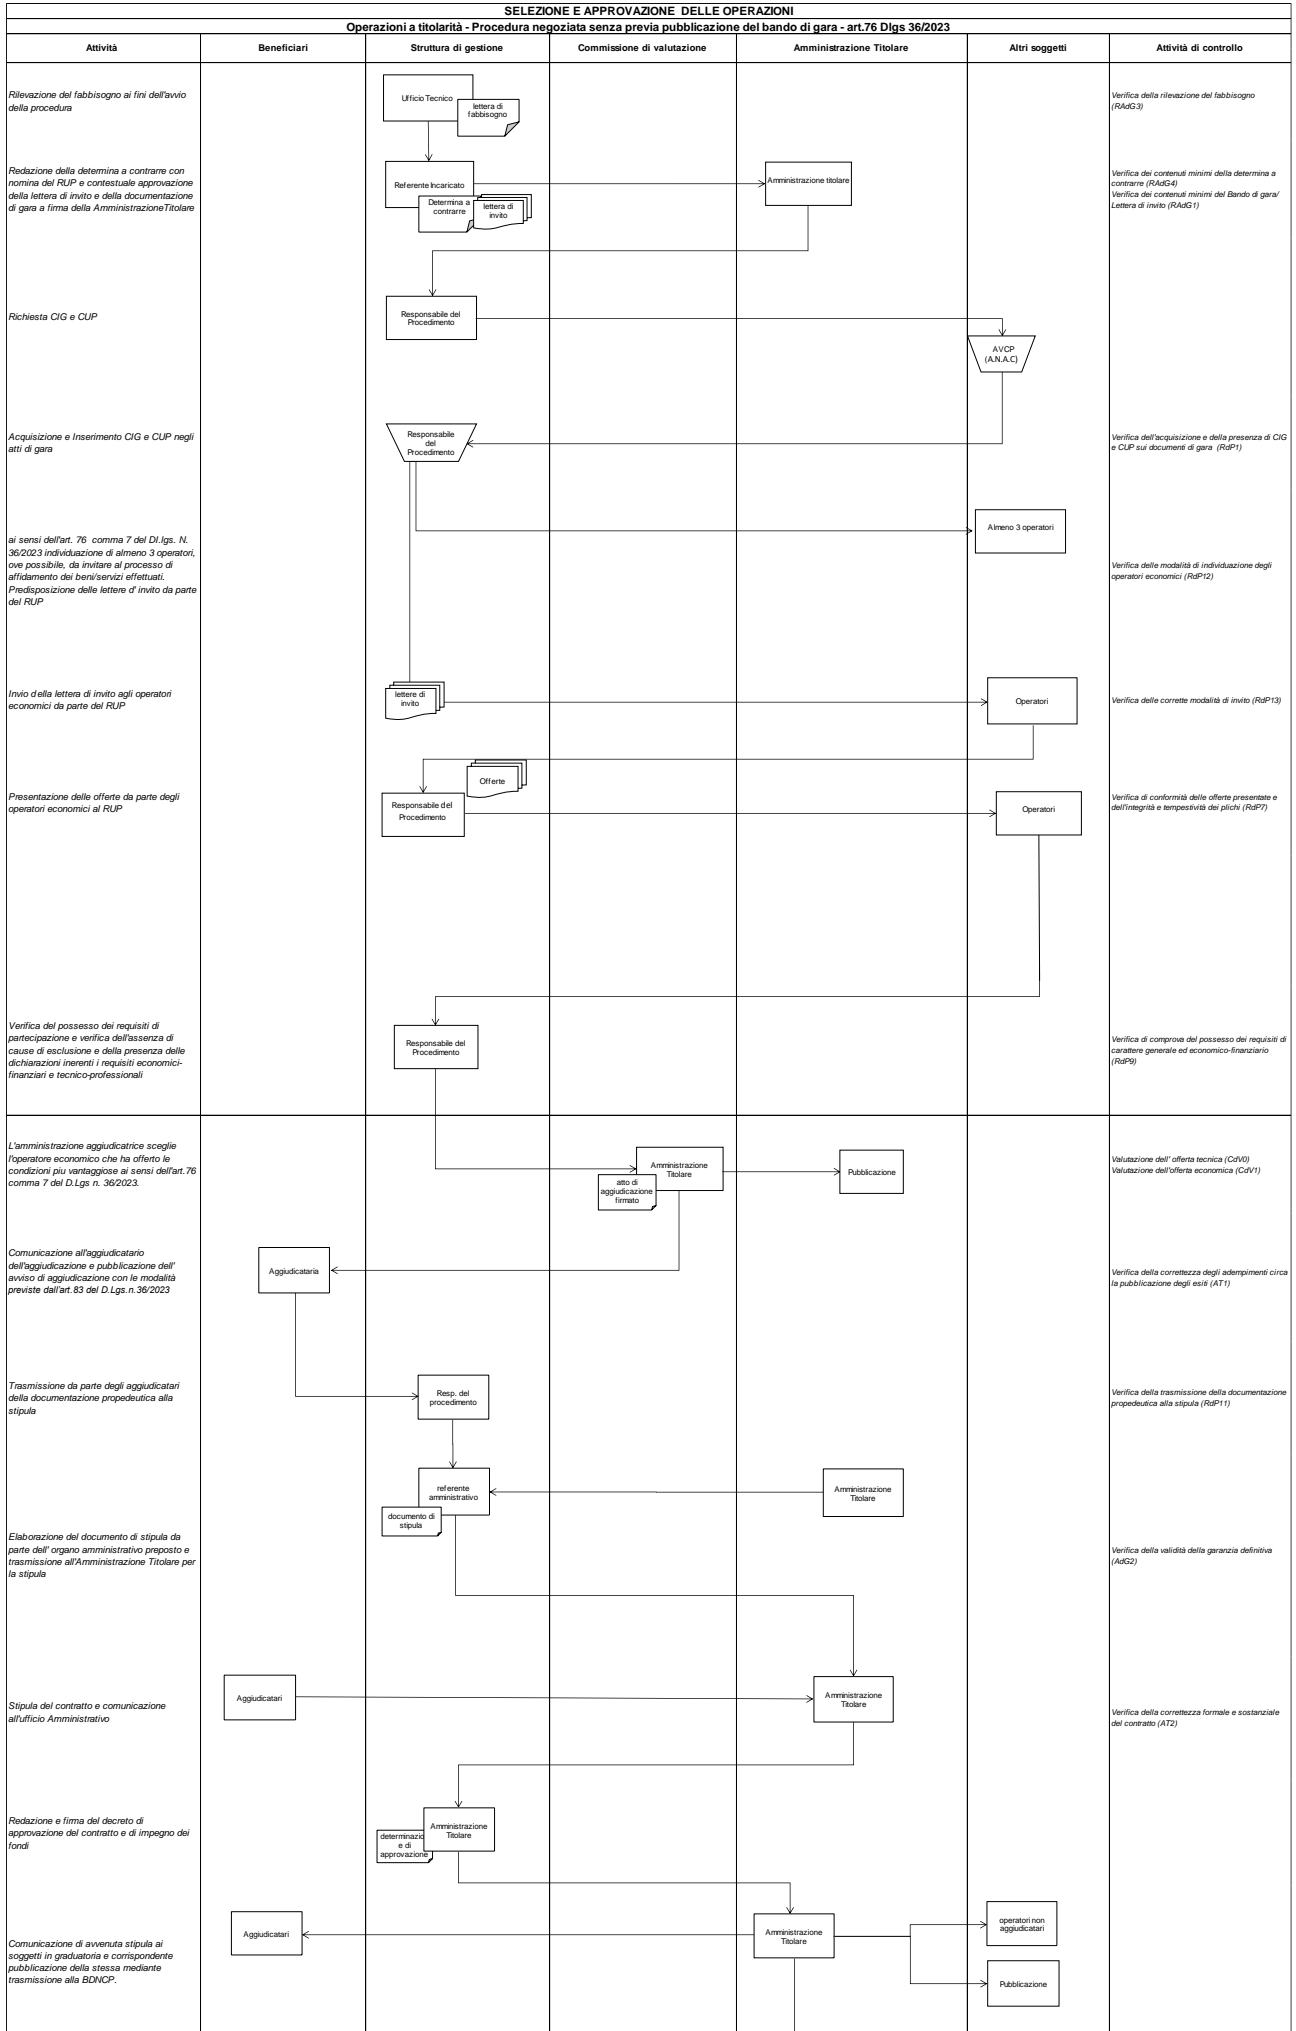 SELEZIONE E APPROVAZIONE DELLE OPERAZIONI
Operazioni a titolarità - Procedura negoziata senza previa pubblicazione del bando di gara - art.76 Dlgs 36/2023
Attività
Beneficiari
Struttura di gestione
Commissione di valutazione
Amministrazione Titolare
Altri soggetti
Attività di controllo
Rilevazione del fabbisogno ai fini dell'avvio
della procedura
Ufficio Tecnico
lettera di
fabbisogno
Verifica della rilevazione del fabbisogno
(RAdG3)
Redazione della determina a contrarre con
nomina del RUP e contestuale approvazione
della lettera di invito e della documentazione
di gara a firma della AmministrazioneTitolare
Referente Incaricato
Determina a
contrarre
lettera di
invito
Amministrazione titolare
Verifica dei contenuti minimi della determina a
contrarre (RAdG4)
Verifica dei contenuti minimi del Bando di gara/
Lettera di invito (RAdG1)
Richiesta CIG e CUP
Responsabile del
Procedimento
AVCP
(A.N.A.C)
Acquisizione e Inserimento CIG e CUP negli
atti di gara
Responsabile
del
Procedimento
Verifica dell'acquisizione e della presenza di CIG
e CUP sui documenti di gara (RdP1)
ai sensi dell'art. 76 comma 7 del Dl.lgs. N.
36/2023 individuazione di almeno 3 operatori,
ove possibile, da invitare al processo di
affidamento dei beni/servizi effettuati.
Predisposizione delle lettere d' invito da parte
del RUP
Almeno 3 operatori
Verifica delle modalità di individuazione degli
operatori economici (RdP12)
Invio della lettera di invito agli operatori
economici da parte del RUP
lettere di
invito
Operatori
Verifica delle corrette modalità di invito (RdP13)
Presentazione delle offerte da parte degli
operatori economici al RUP
Offerte
Responsabile del
Procedimento
Operatori
Verifica di conformità delle offerte presentate e
dell'integrità e tempestività dei plichi (RdP7)
Verifica del possesso dei requisiti di
partecipazione e verifica dell'assenza di
cause di esclusione e della presenza delle
dichiarazioni inerenti i requisiti economici-
finanziari e tecnico-professionali
Responsabile del
Procedimento
Verifica di comprova del possesso dei requisiti di
carattere generale ed economico-finanziario
(RdP9)
L'amministrazione aggiudicatrice sceglie
l'operatore economico che ha offerto le
condizioni piu vantaggiose ai sensi dell'art.76
comma 7 del D.Lgs n. 36/2023.
Amministrazione
Titolare
atto di
aggiudicazione
firmato
Pubblicazione
Valutazione dell' offerta tecnica (CdV0)
Valutazione dell'offerta economica (CdV1)
Comunicazione all'aggiudicatario
dell'aggiudicazione e pubblicazione dell'
avviso di aggiudicazione con le modalità
previste dall'art.83 del D.Lgs.n.36/2023
Aggiudicataria
Verifica della correttezza degli adempimenti circa
la pubblicazione degli esiti (AT1)
Trasmissione da parte degli aggiudicatari
della documentazione propedeutica alla
stipula
Resp. del
procedimento
Verifica della trasmissione della documentazione
propedeutica alla stipula (RdP11)
referente
amministrativo
documento di
stipula
Amministrazione
Titolare
Elaborazione del documento di stipula da
parte dell' organo amministrativo preposto e
trasmissione all'Amministrazione Titolare per
la stipula
Verifica della validità della garanzia definitiva
(AdG2)
Stipula del contratto e comunicazione
all'ufficio Amministrativo
Aggiudicatari
Amministrazione
Titolare
Verifica della correttezza formale e sostanziale
del contratto (AT2)
Redazione e firma del decreto di
approvazione del contratto e di impegno dei
fondi
determinazio
e di
approvazione
Amministrazione
Titolare
Comunicazione di avvenuta stipula ai
soggetti in graduatoria e corrispondente
pubblicazione della stessa mediante
trasmissione alla BDNCP.
Aggiudicatari
Amministrazione
Titolare
operatori non
aggiudicatari
Pubblicazione